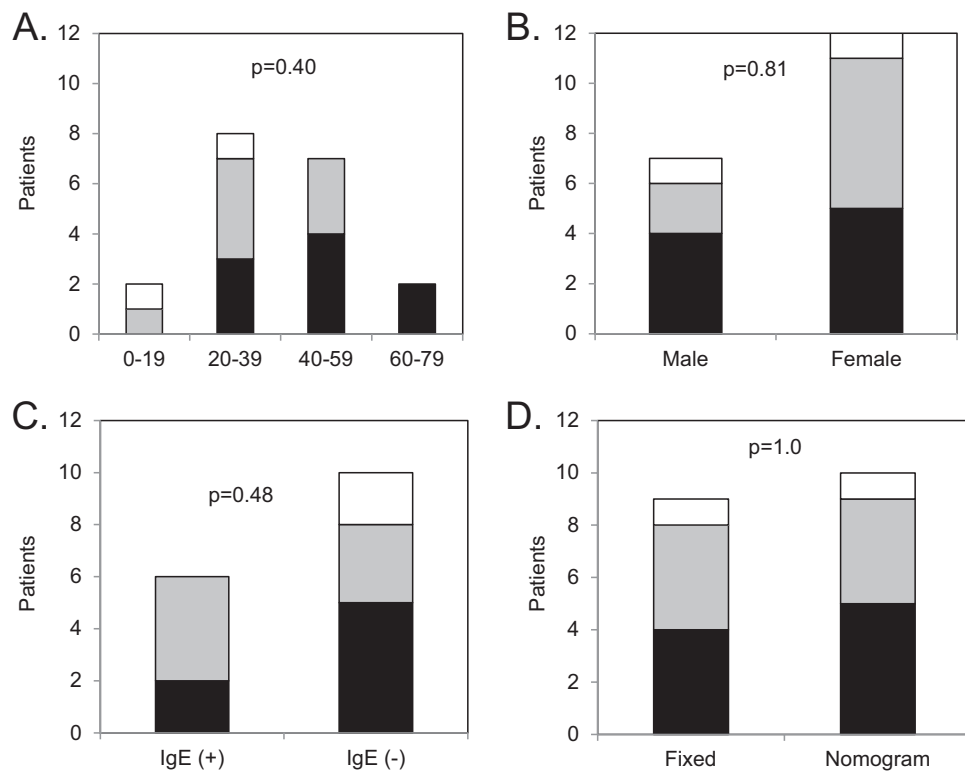 A.
12
10
8
6
4
2
0
Patients
p=0.40
0-19 20-39 40-59 60-79
B.
12
10
8
6
4
2
0
Patients
p=0.81
Male Female
C.
12
10
8
6
4
2
0
Patients
p=0.48
IgE (+) IgE (-)
D.
12
10
8
6
4
2
0
Patients
p=1.0
Fixed Nomogram